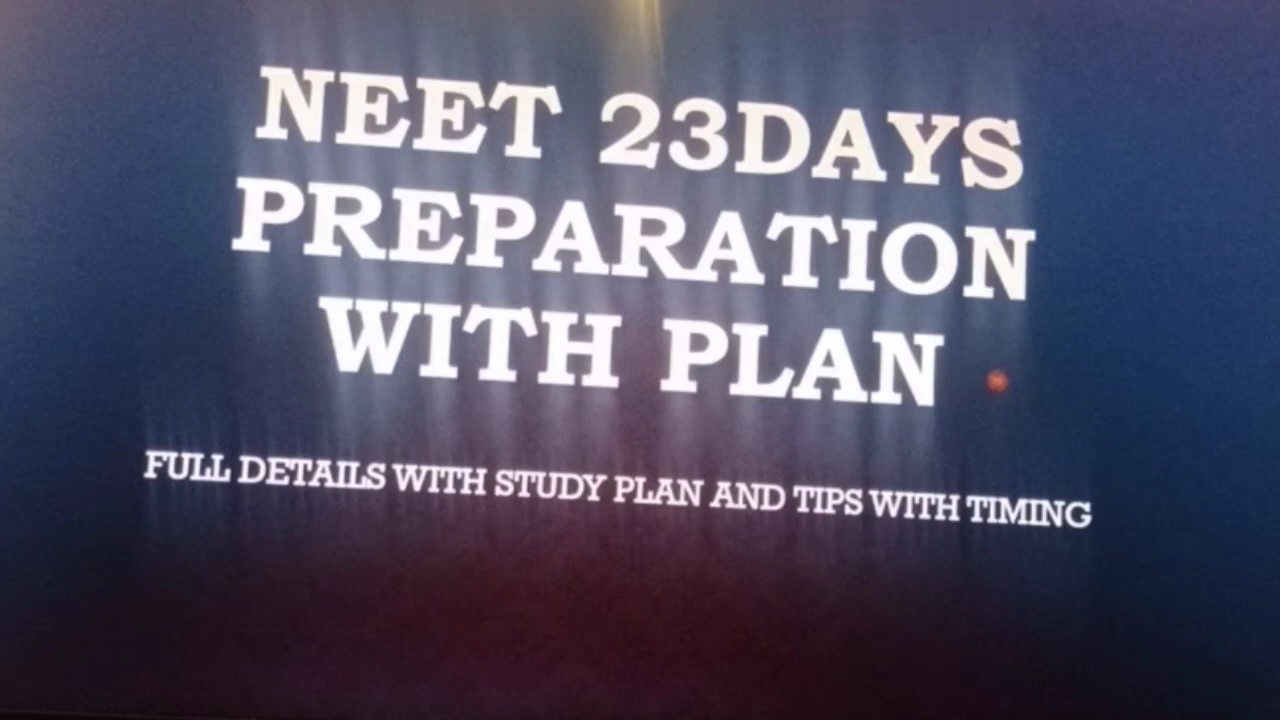 NEET 23DAYS
PREPARATION
WITH PLAN
FULL DETAILS WITH STUDY PLAN AND TIPS WITH TIMING